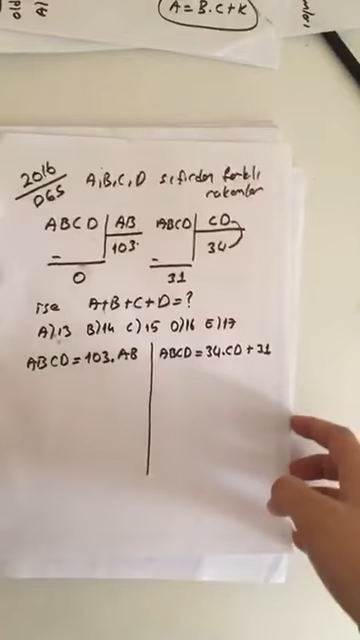 A = B.C+K
2016
DGS
A,B,C,D sıfırdan farklı
rakamlar
ABCD | AB
103
-
0
ABCD | CD
34
-
31
ise A+B+C+D=?
A)13 B)14 C)15 D)16 E)17
ABCD = 103.AB
ABCD = 34.CD + 31